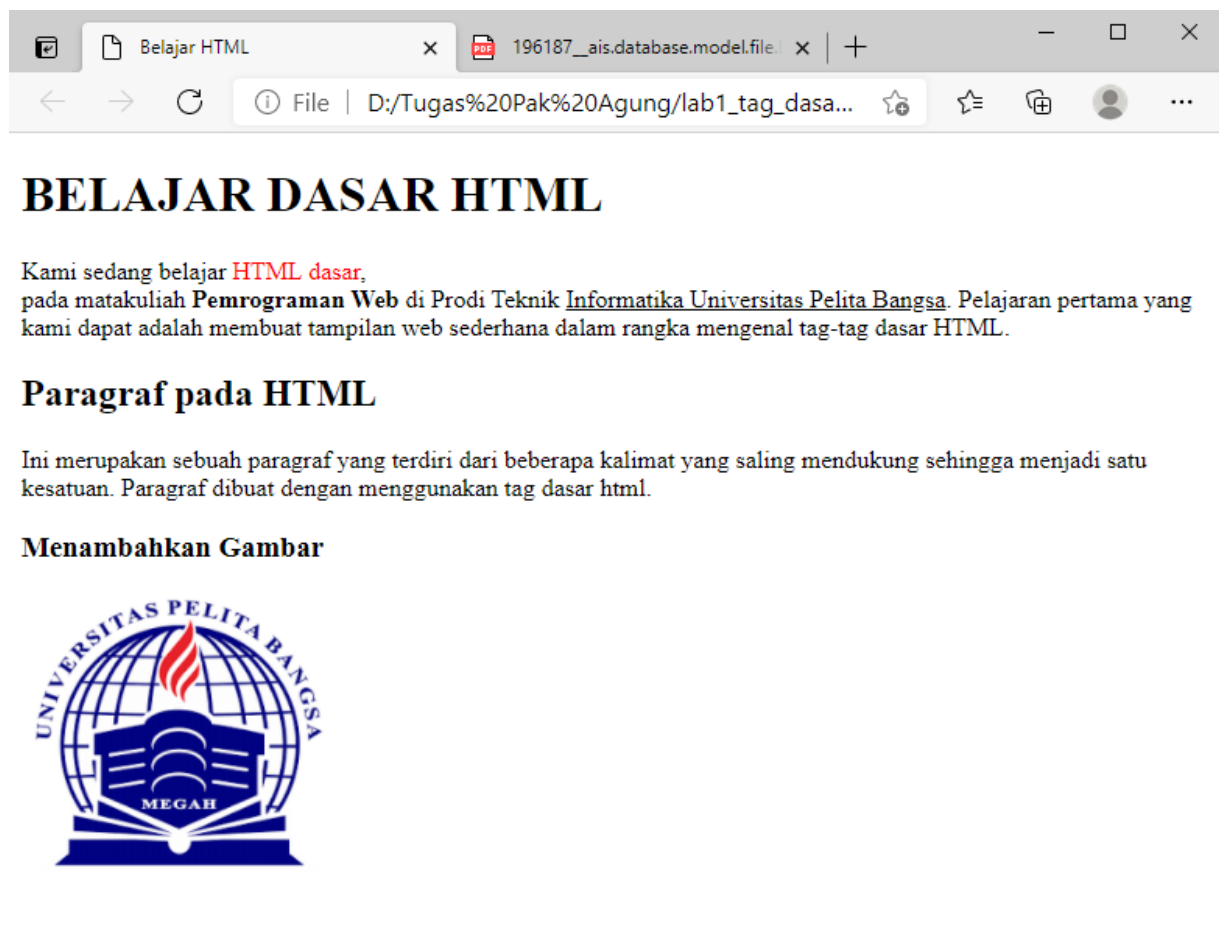 Belajar HTML
196187__ais.database.model.file.
File
D:/Tugas%20Pak%20Agung/lab1_tag_dasa...
BELAJAR DASAR HTML
Kami sedang belajar HTML dasar,
pada matakuliah Pemrograman Web di Prodi Teknik Informatika Universitas Pelita Bangsa. Pelajaran pertama yang
kami dapat adalah membuat tampilan web sederhana dalam rangka mengenal tag-tag dasar HTML.
Paragraf pada HTML
Ini merupakan sebuah paragraf yang terdiri dari beberapa kalimat yang saling mendukung sehingga menjadi satu
kesatuan. Paragraf dibuat dengan menggunakan tag dasar html.
Menambahkan Gambar
UNIVERSITAS PELITA BANGSA
MEGAH